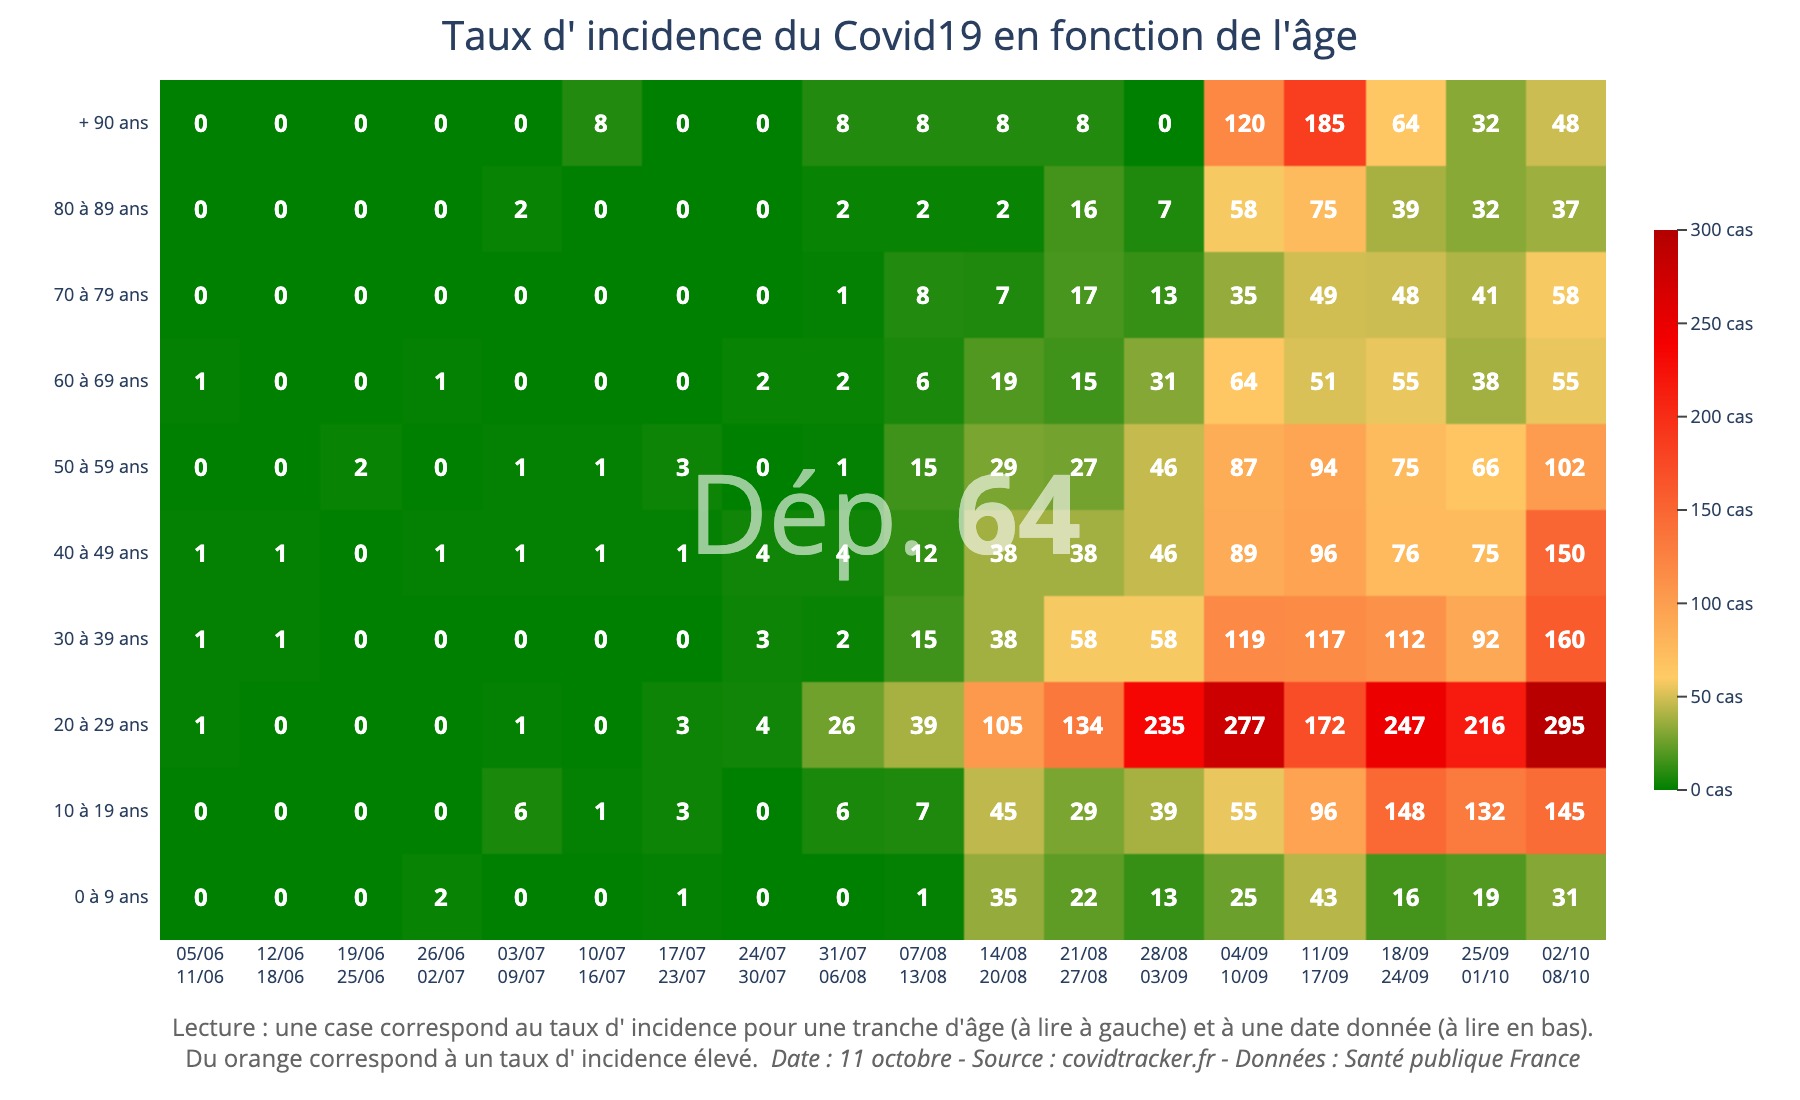 Taux d' incidence du Covid19 en fonction de l'âge
+ 90 ans 0 0 0 0 0 8 0 0 8 8 8 8 0 120 185 64 32 48
80 à 89 ans 0 0 0 0 2 0 0 0 2 2 2 16 7 58 75 39 32 37
70 à 79 ans 0 0 0 0 0 0 0 0 1 8 7 17 13 35 49 48 41 58
60 à 69 ans 1 0 0 1 0 0 0 2 2 6 19 15 31 64 51 55 38 55
50 à 59 ans 0 0 2 0 1 1 3 0 1 15 29 27 46 87 94 75 66 102
Dép. 64
40 à 49 ans 1 1 0 1 1 1 1 4 4 12 38 38 46 89 96 76 75 150
30 à 39 ans 1 1 0 0 0 0 0 3 2 15 38 58 58 119 117 112 92 160
20 à 29 ans 1 0 0 0 1 0 3 4 26 39 105 134 235 277 172 247 216 295
10 à 19 ans 0 0 0 0 6 1 3 0 6 7 45 29 39 55 96 148 132 145
0 à 9 ans 0 0 0 2 0 0 1 0 0 1 35 22 13 25 43 16 19 31
05/06 12/06 19/06 26/06 03/07 10/07 17/07 24/07 31/07 07/08 14/08 21/08 28/08 04/09 11/09 18/09 25/09 02/10
11/06 18/06 25/06 02/07 09/07 16/07 23/07 30/07 06/08 13/08 20/08 27/08 03/09 10/09 17/09 24/09 01/10 08/10
300 cas
250 cas
200 cas
150 cas
100 cas
50 cas
0 cas
Lecture : une case correspond au taux d' incidence pour une tranche d'âge (à lire à gauche) et à une date donnée (à lire en bas).
Du orange correspond à un taux d' incidence élevé. Date : 11 octobre - Source : covidtracker.fr - Données : Santé publique France